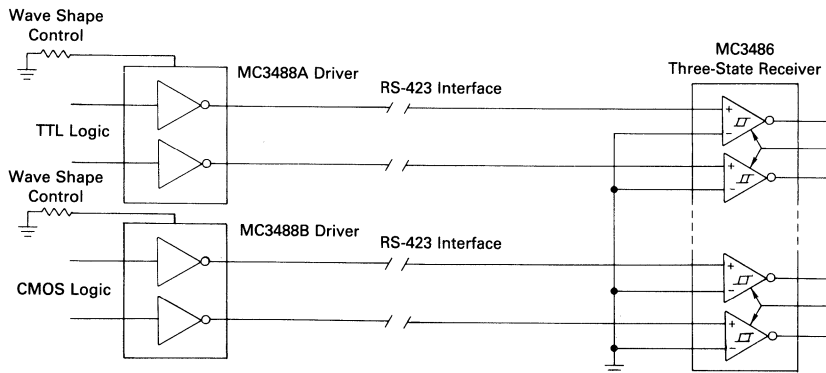 Wave Shape
Control
MC3488A Driver
RS-423 Interface
MC3486
Three-State Receiver
TTL Logic
+
−
+
−
Wave Shape
Control
MC3488B Driver
RS-423 Interface
CMOS Logic
+
−
+
−